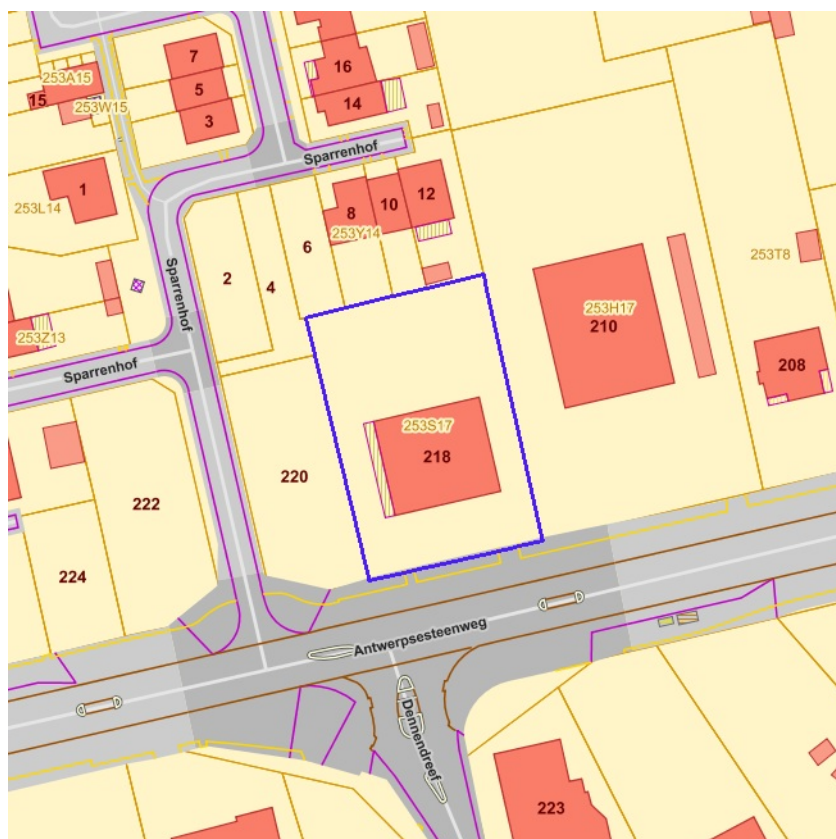 7
16
253A15
5
15
253W15
14
3
Sparrenhof
1
12
253L14
8
10
253Y14
6
253T8
2
4
Sparrenhof
253H17
210
253Z13
208
Sparrenhof
253S17
218
220
222
224
Antwerpsesteenweg
Dennendreef
223